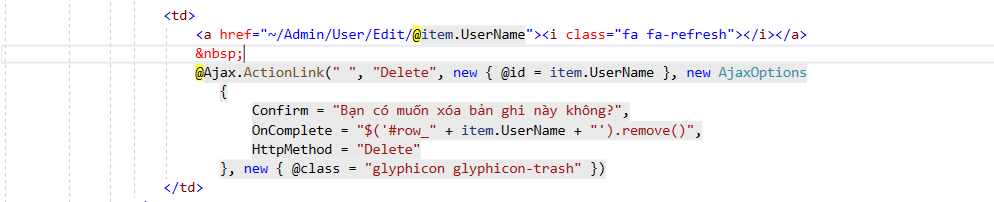 <td>
<a href="~/Admin/User/Edit/@item.UserName"><i class="fa fa-refresh"></i></a>
&nbsp;
@Ajax.ActionLink(" ", "Delete", new { @id = item.UserName }, new AjaxOptions
{
Confirm = "Bạn có muốn xóa bản ghi này không?",
OnComplete = "$('#row_" + item.UserName + "').remove()",
HttpMethod = "Delete"
}, new { @class = "glyphicon glyphicon-trash" })
</td>